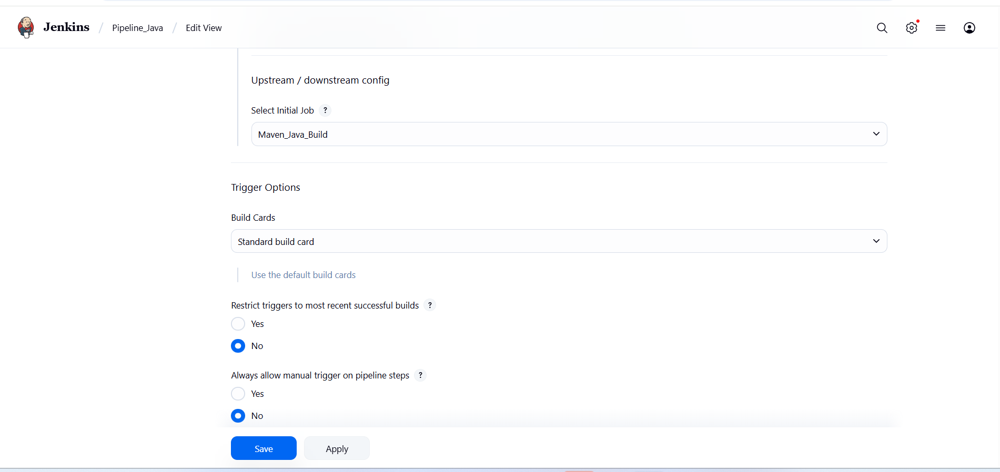 Jenkins / Pipeline_Java / Edit View
Upstream / downstream config
Select Initial Job ?
Maven_Java_Build
Trigger Options
Build Cards
Standard build card
Use the default build cards
Restrict triggers to most recent successful builds ?
Yes
No
Always allow manual trigger on pipeline steps ?
Yes
No
Save Apply